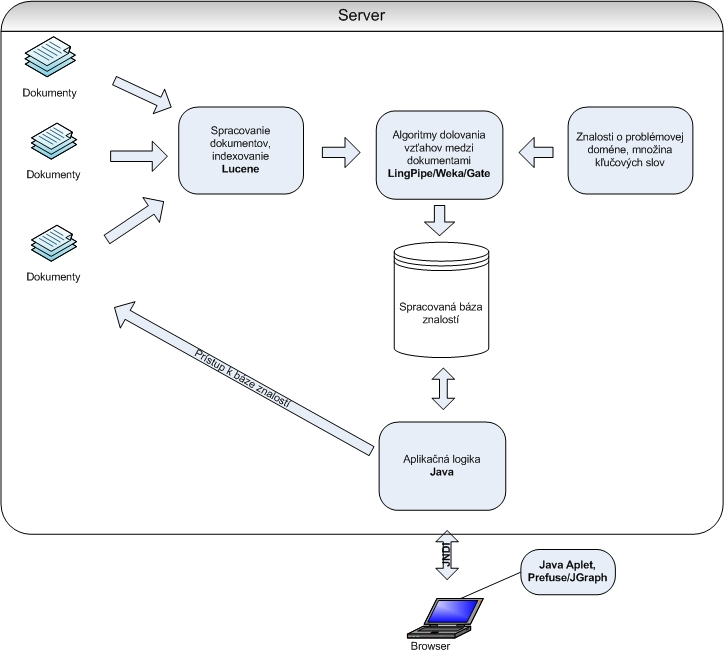 Server
Dokumenty
Dokumenty
Dokumenty
Spracovanie
dokumentov,
indexovanie
Lucene
Algoritmy dolovania
vzťahov medzi
dokumentami
LingPipe/Weka/Gate
Znalosti o problémovej
doméne, množina
kľučových slov
Spracovaná báza
znalostí
Prístup k báze znalostí
Aplikačná logika
Java
JNDI
Java Aplet,
Prefuse/JGraph
Browser